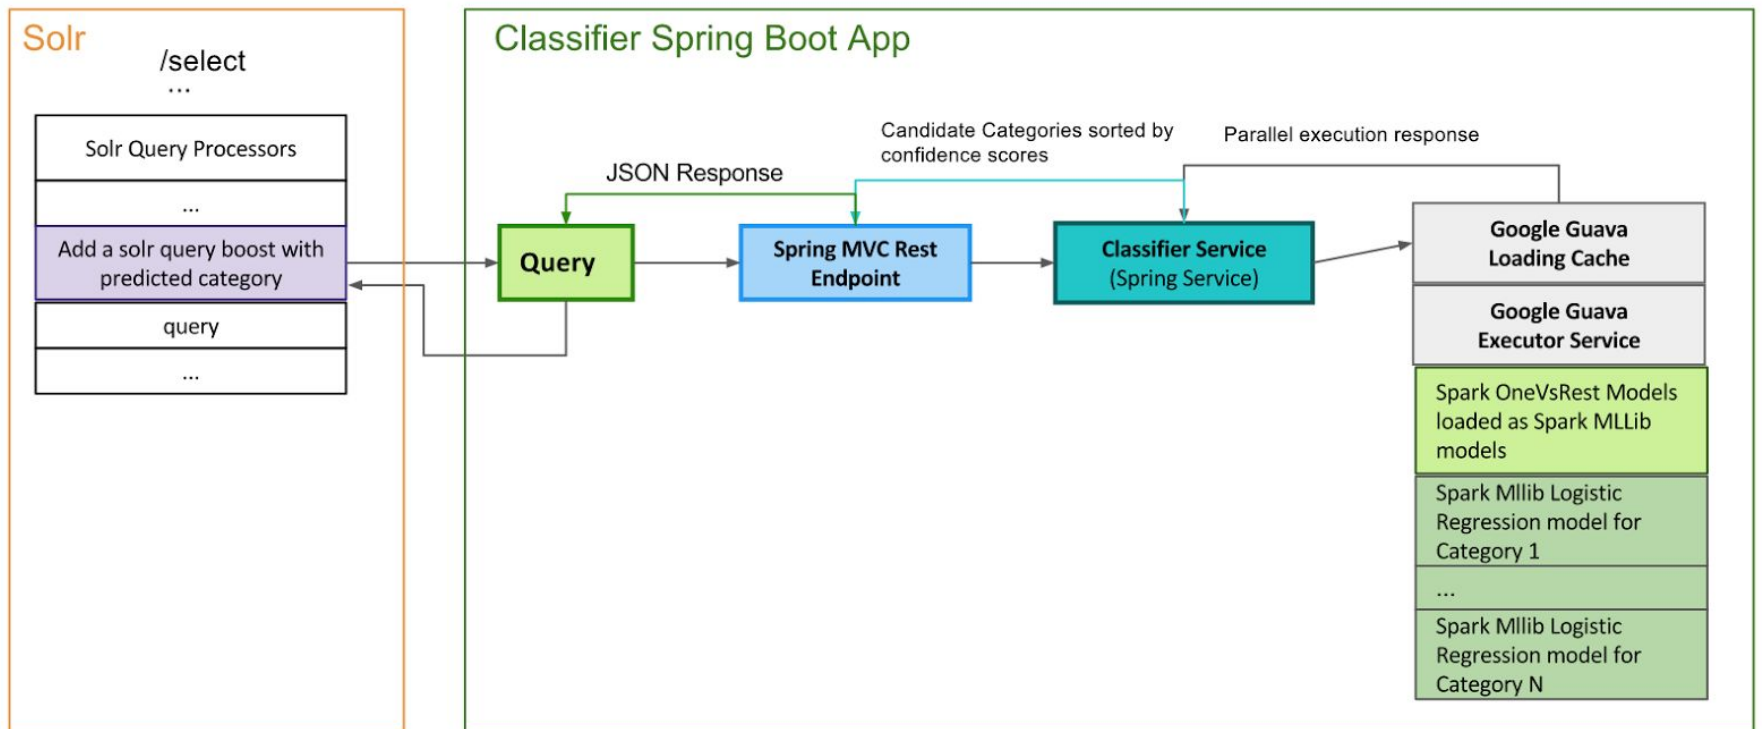 Solr
/select
...
Solr Query Processors
...
Add a solr query boost with
predicted category
query
...
Classifier Spring Boot App
JSON Response
Candidate Categories sorted by
confidence scores
Parallel execution response
Query
Spring MVC Rest
Endpoint
Classifier Service
(Spring Service)
Google Guava
Loading Cache
Google Guava
Executor Service
Spark OneVsRest Models
loaded as Spark MLLib
models
Spark Mllib Logistic
Regression model for
Category 1
...
Spark Mllib Logistic
Regression model for
Category N